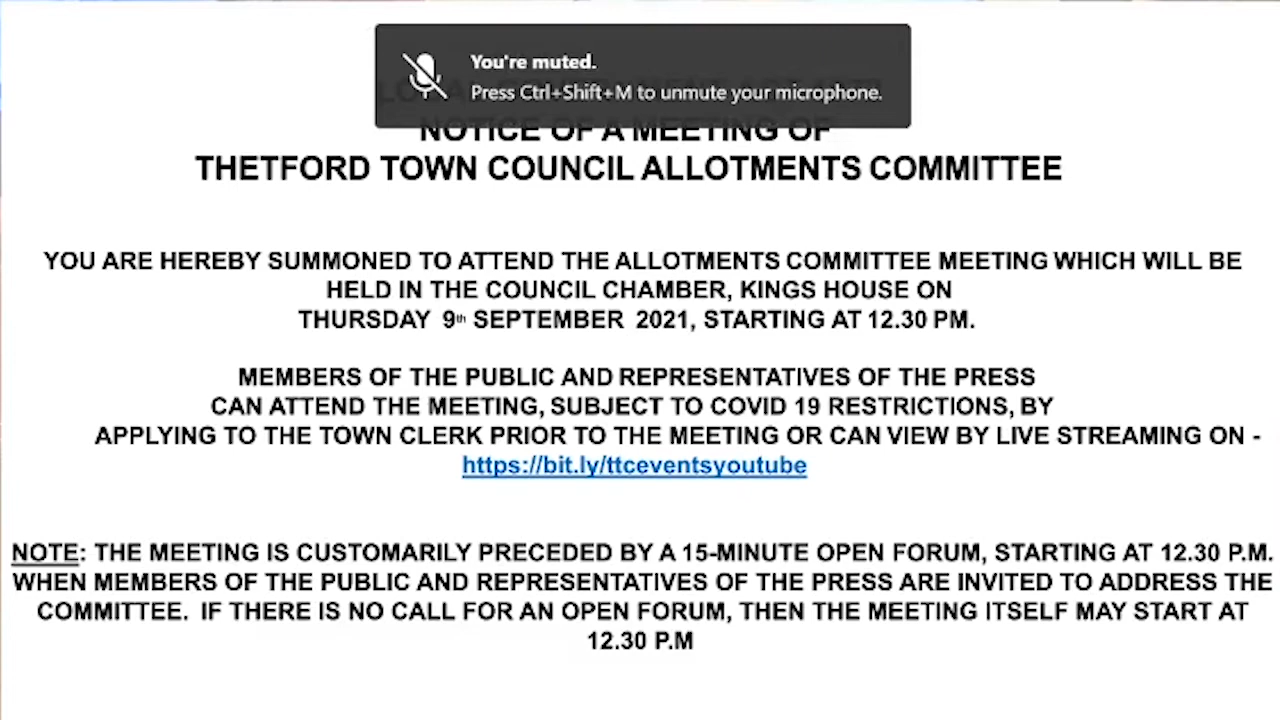 You're muted.
Press Ctrl+Shift+M to unmute your microphone.
NOTICE OF A MEETING OF
THETFORD TOWN COUNCIL ALLOTMENTS COMMITTEE
YOU ARE HEREBY SUMMONED TO ATTEND THE ALLOTMENTS COMMITTEE MEETING WHICH WILL BE
HELD IN THE COUNCIL CHAMBER, KINGS HOUSE ON
THURSDAY 9th SEPTEMBER 2021, STARTING AT 12.30 PM.
MEMBERS OF THE PUBLIC AND REPRESENTATIVES OF THE PRESS
CAN ATTEND THE MEETING, SUBJECT TO COVID 19 RESTRICTIONS, BY
APPLYING TO THE TOWN CLERK PRIOR TO THE MEETING OR CAN VIEW BY LIVE STREAMING ON -
https://bit.ly/ttceventsyoutube
NOTE: THE MEETING IS CUSTOMARILY PRECEDED BY A 15-MINUTE OPEN FORUM, STARTING AT 12.30 P.M.
WHEN MEMBERS OF THE PUBLIC AND REPRESENTATIVES OF THE PRESS ARE INVITED TO ADDRESS THE
COMMITTEE. IF THERE IS NO CALL FOR AN OPEN FORUM, THEN THE MEETING ITSELF MAY START AT
12.30 P.M